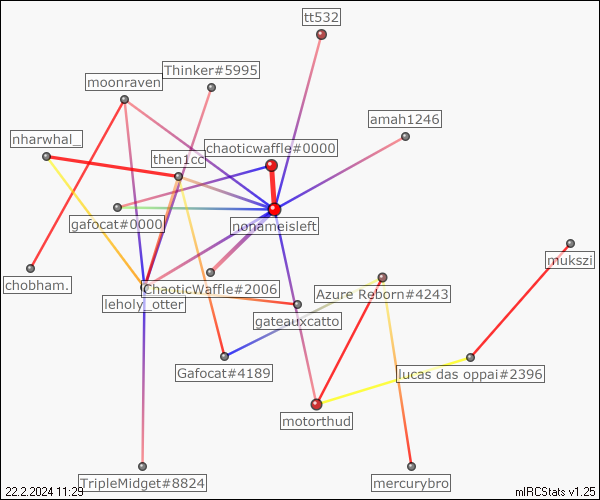 tt532
Thinker#5995
moonraven
amah1246
nharwhal_
chaoticwaffle#0000
then1cc
gafocat#0000
nonameisleft
mukszi
chobham.
ChaoticWaffle#2006
Azure Reborn#4243
leholy_otter
gateauxcatto
Gafocat#4189
lucas das oppai#2396
motorthud
TripleMidget#8824
mercurybro
22.2.2024 11:29
mIRCStats v1.25